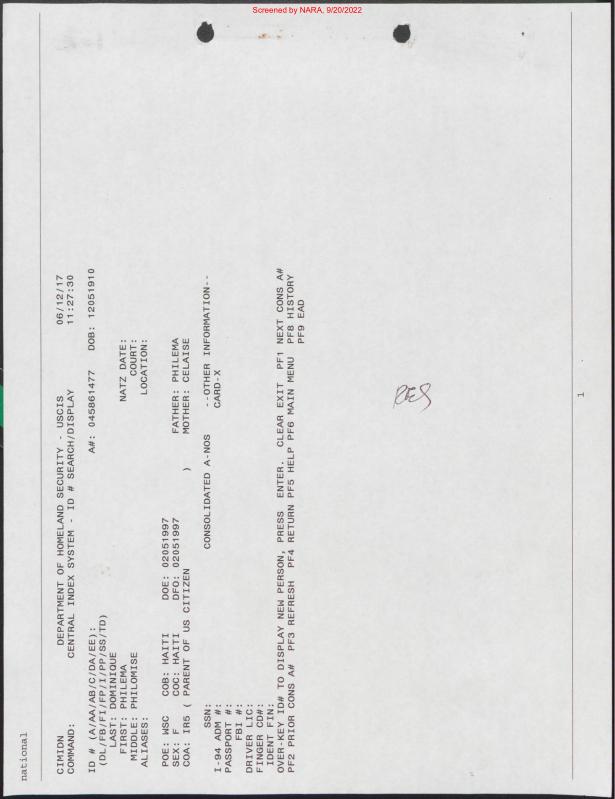 Screened by NARA, 9/20/2022
national
CIMIDN DEPARTMENT OF HOMELAND SECURITY - USCIS 06/12/17
COMMAND: CENTRAL INDEX SYSTEM - ID # SEARCH/DISPLAY 11:27:30
ID # (A/AA/AB/C/DA/EE): A#: 045861477 DOB: 12051910
(DL/FB/FI/FP/I/PP/SS/TD)
LAST: DOMINIQUE
FIRST: PHILEMA NATZ DATE:
MIDDLE: PHILOMISE COURT:
ALIASES: LOCATION:
POE: WSC COB: HAITI DOE: 02051997
SEX: F COC: HAITI DFO: 02051997 FATHER: PHILEMA
COA: IR5 ( PARENT OF US CITIZEN ) MOTHER: CELAISE
SSN: CONSOLIDATED A-NOS --OTHER INFORMATION--
I-94 ADM #: CARD-X
PASSPORT #:
FBI #:
DRIVER LIC:
FINGER CD#:
IDENT FIN:
OVER-KEY ID# TO DISPLAY NEW PERSON, PRESS ENTER. CLEAR EXIT PF1 NEXT CONS A#
PF2 PRIOR CONS A# PF3 REFRESH PF4 RETURN PF5 HELP PF6 MAIN MENU PF8 HISTORY
PF9 EAD
1